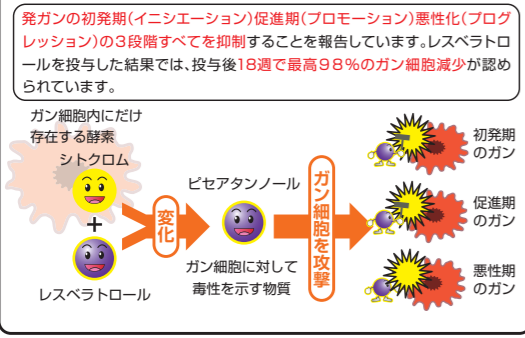 発ガンの初発期(イニシエーション)促進期(プロモーション)悪性化(プログ
レッション)の3段階すべてを抑制することを報告しています。レスベラトロ
ールを投与した結果では、投与後18週で最高98%のガン細胞減少が認め
られています。
ガン細胞内にだけ
存在する酵素
シトクロム
+
レスベラトロール
変化
ピセアタンノール
ガン細胞に対して
毒性を示す物質
ガン細胞を攻撃
初発期
のガン
促進期
のガン
悪性期
のガン